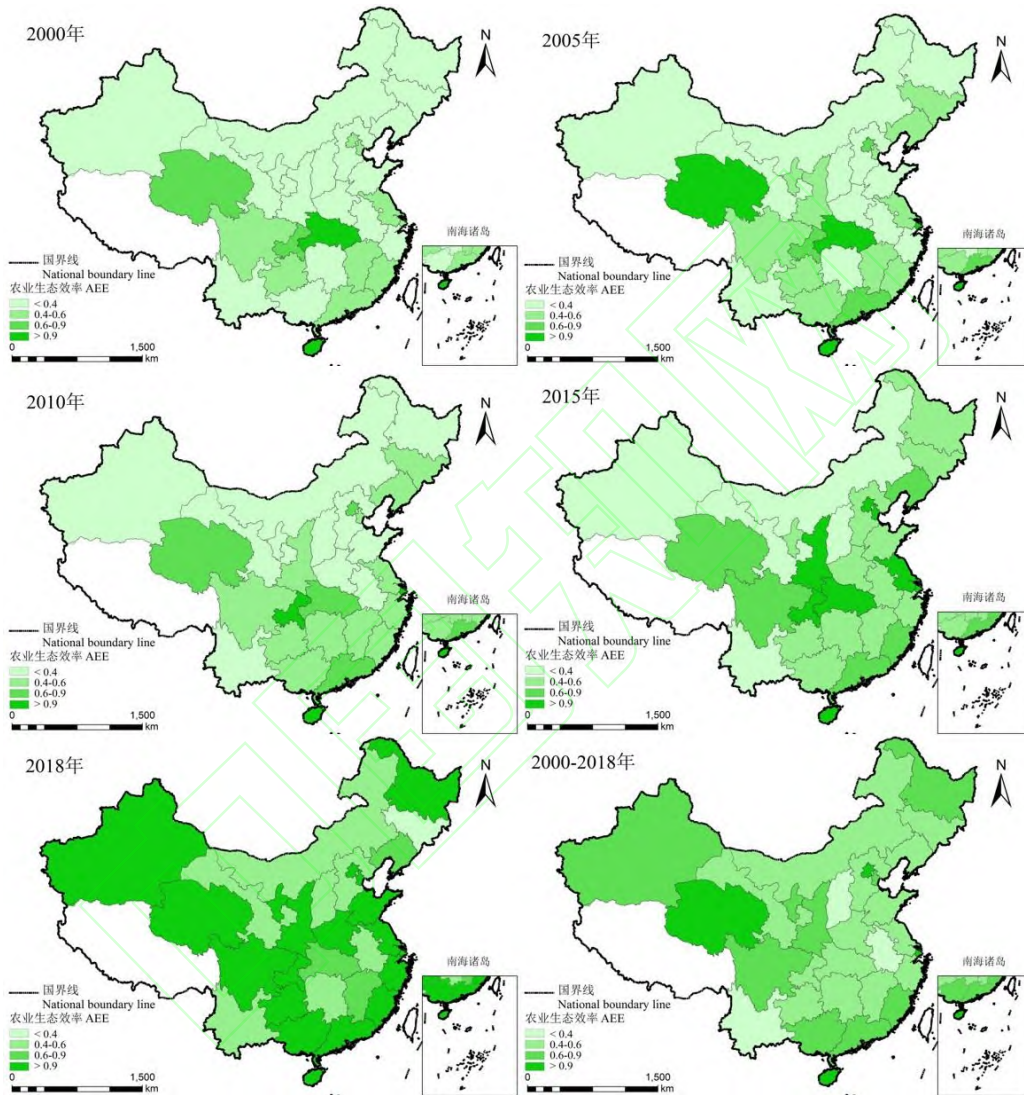 2000年
N
南海诸岛
国界线
National boundary line
农业生态效率 AEE
< 0.4
0.4-0.6
0.6-0.9
> 0.9
0 1,500
km
2005年
N
南海诸岛
国界线
National boundary line
农业生态效率 AEE
< 0.4
0.4-0.6
0.6-0.9
> 0.9
0 1,500
km
2010年
N
南海诸岛
国界线
National boundary line
农业生态效率 AEE
< 0.4
0.4-0.6
0.6-0.9
> 0.9
0 1,500
km
2015年
N
南海诸岛
国界线
National boundary line
农业生态效率 AEE
< 0.4
0.4-0.6
0.6-0.9
> 0.9
0 1,500
km
2018年
N
南海诸岛
国界线
National boundary line
农业生态效率 AEE
< 0.4
0.4-0.6
0.6-0.9
> 0.9
0 1,500
km
2000-2018年
N
南海诸岛
国界线
National boundary line
农业生态效率 AEE
< 0.4
0.4-0.6
0.6-0.9
> 0.9
0 1,500
km